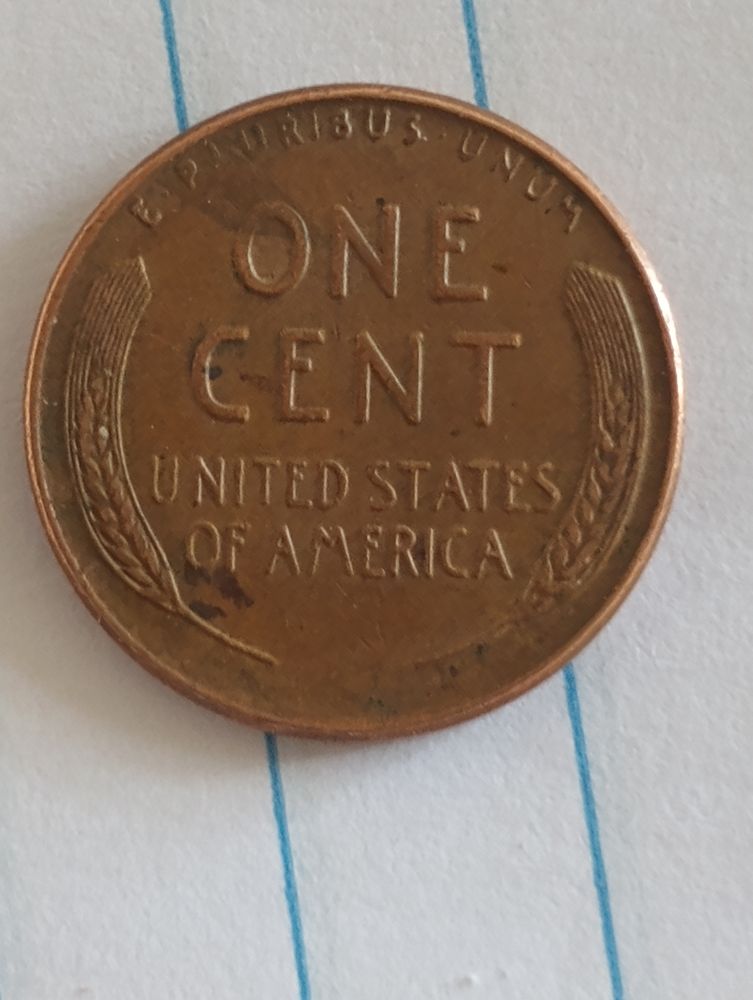 E·PLURIBUS·UNUM
ONE
CENT
UNITED STATES
OF AMERICA